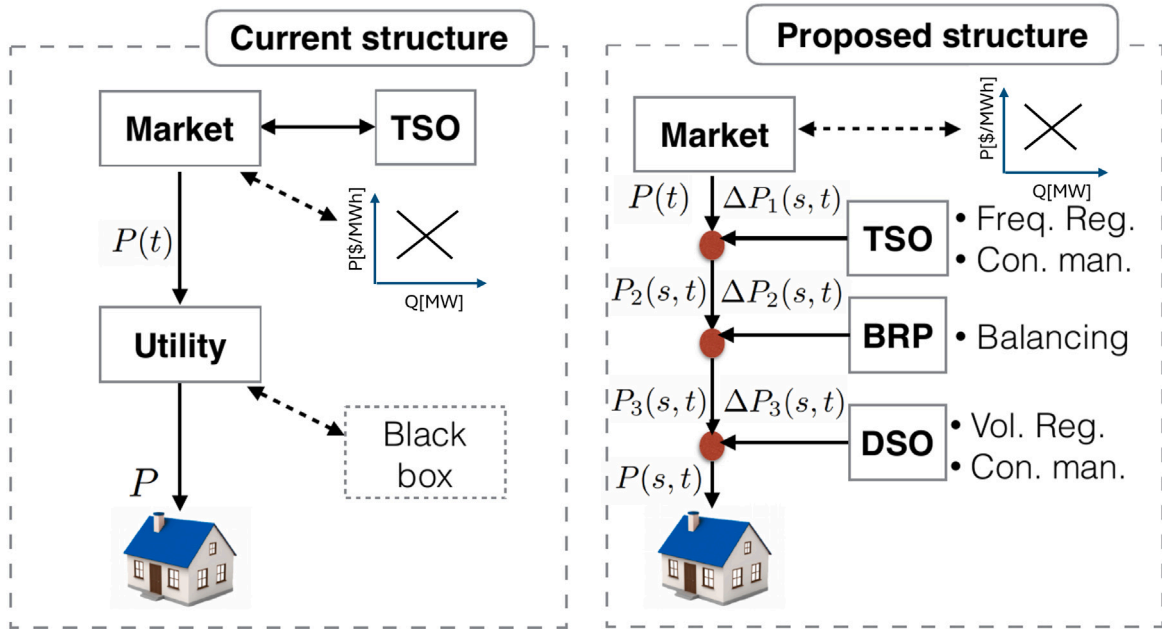 Current structure
Market
TSO
P(t)
P[$/MWh]
Q[MW]
Utility
Black
box
P
Proposed structure
Market
P[$/MWh]
Q[MW]
P(t)
ΔP₁(s, t)
TSO
• Freq. Reg.
• Con. man.
P₂(s, t)
ΔP₂(s, t)
BRP
• Balancing
P₃(s, t)
ΔP₃(s, t)
DSO
• Vol. Reg.
• Con. man.
P(s, t)